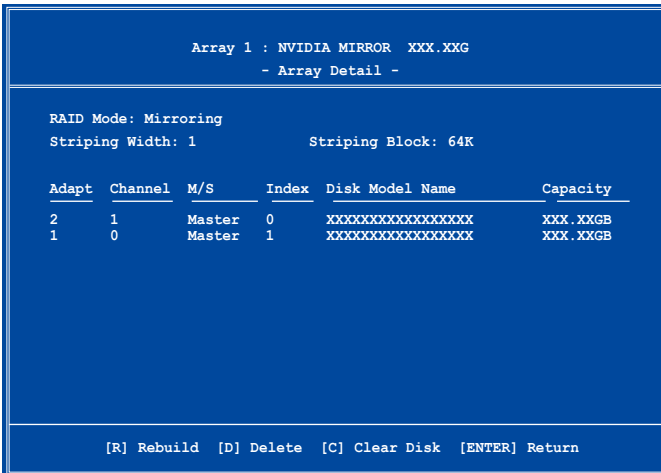 Array 1 : NVIDIA MIRROR  XXX.XXG
- Array Detail -
RAID Mode: Mirroring
Striping Width: 1    Striping Block: 64K
Adapt  Channel  M/S  Index  Disk Model Name  Capacity
2  1  Master  0  XXXXXXXXXXXXXXXXX  XXX.XXGB
1  0  Master  1  XXXXXXXXXXXXXXXXX  XXX.XXGB
[R] Rebuild  [D] Delete  [C] Clear Disk  [ENTER] Return